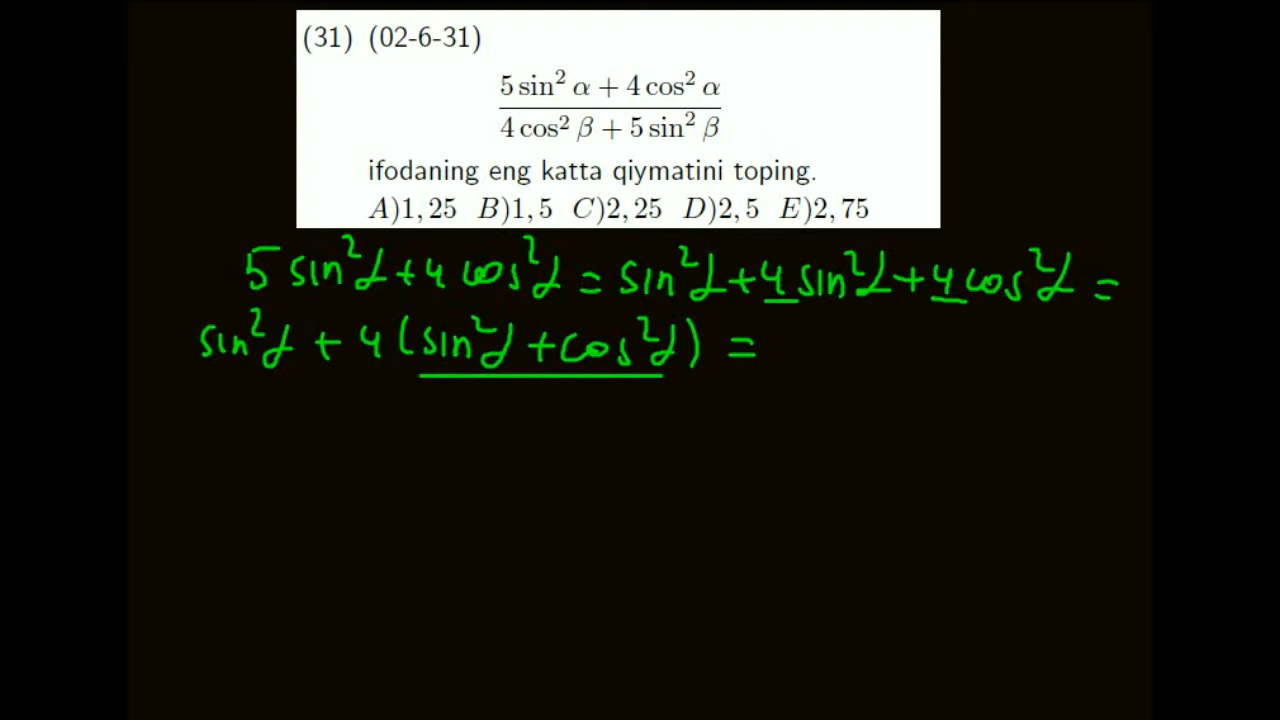 (31) (02-6-31)
5 sin² α + 4 cos² α
4 cos² β + 5 sin² β
ifodaning eng katta qiymatini toping.
A)1, 25 B)1, 5 C)2, 25 D)2, 5 E)2, 75
5 sin²α + 4 cos²α = sin²α + 4 sin²α + 4 cos²α =
sin²α + 4 (sin²α + cos²α) =